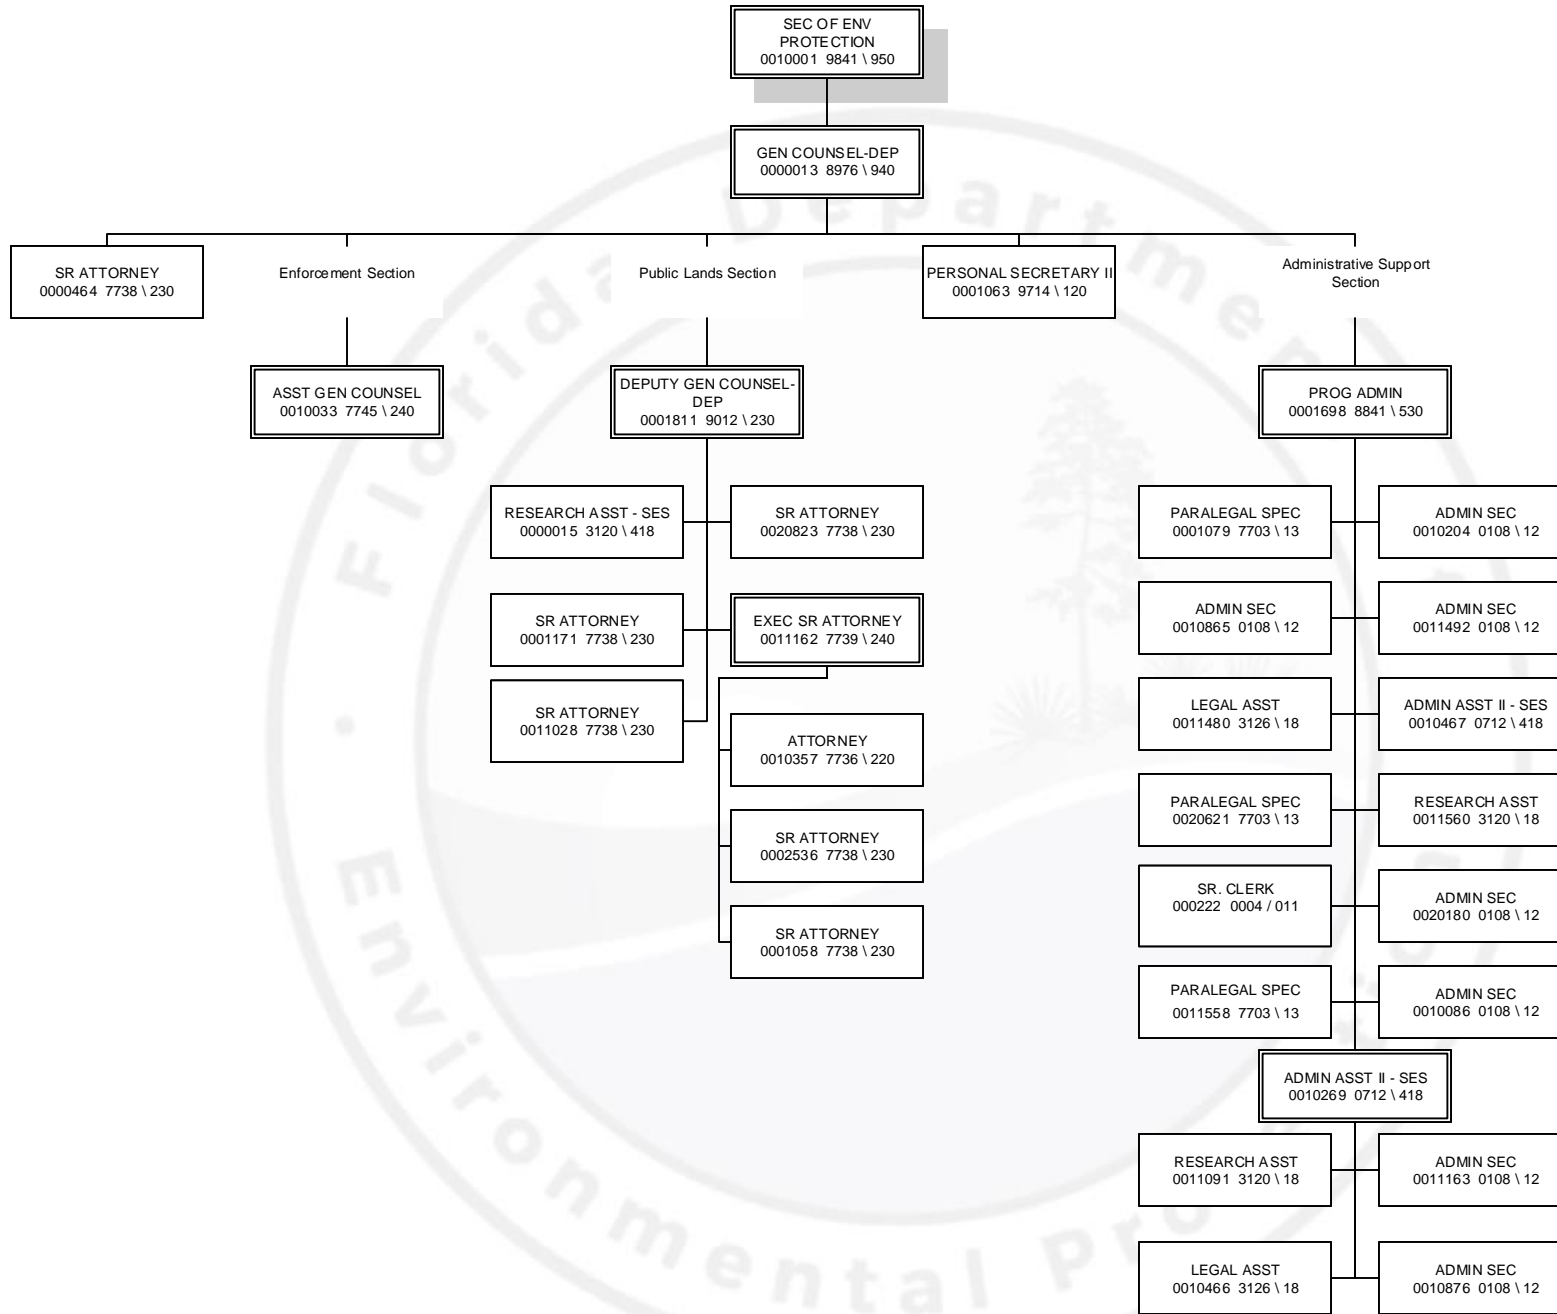 SEC OF ENV
PROTECTION
0010001 9841 \ 950
GEN COUNSEL-DEP
0000013 8976 \ 940
SR ATTORNEY
0000464 7738 \ 230
Enforcement Section
Public Lands Section
PERSONAL SECRETARY II
0001063 9714 \ 120
Administrative Support
Section
ASST GEN COUNSEL
0010033 7745 \ 240
DEPUTY GEN COUNSEL-
DEP
0001811 9012 \ 230
PROG ADMIN
0001698 8841 \ 530
RESEARCH ASST - SES
0000015 3120 \ 418
SR ATTORNEY
0020823 7738 \ 230
SR ATTORNEY
0001171 7738 \ 230
EXEC SR ATTORNEY
0011162 7739 \ 240
SR ATTORNEY
0011028 7738 \ 230
ATTORNEY
0010357 7736 \ 220
SR ATTORNEY
0002536 7738 \ 230
SR ATTORNEY
0001058 7738 \ 230
PARALEGAL SPEC
0001079 7703 \ 13
ADMIN SEC
0010204 0108 \ 12
ADMIN SEC
0010865 0108 \ 12
ADMIN SEC
0011492 0108 \ 12
LEGAL ASST
0011480 3126 \ 18
ADMIN ASST II - SES
0010467 0712 \ 418
PARALEGAL SPEC
0020621 7703 \ 13
RESEARCH ASST
0011560 3120 \ 18
SR. CLERK
000222 0004 / 011
ADMIN SEC
0020180 0108 \ 12
PARALEGAL SPEC
0011558 7703 \ 13
ADMIN SEC
0010086 0108 \ 12
ADMIN ASST II - SES
0010269 0712 \ 418
RESEARCH ASST
0011091 3120 \ 18
ADMIN SEC
0011163 0108 \ 12
LEGAL ASST
0010466 3126 \ 18
ADMIN SEC
0010876 0108 \ 12
Florida Department
Environmental